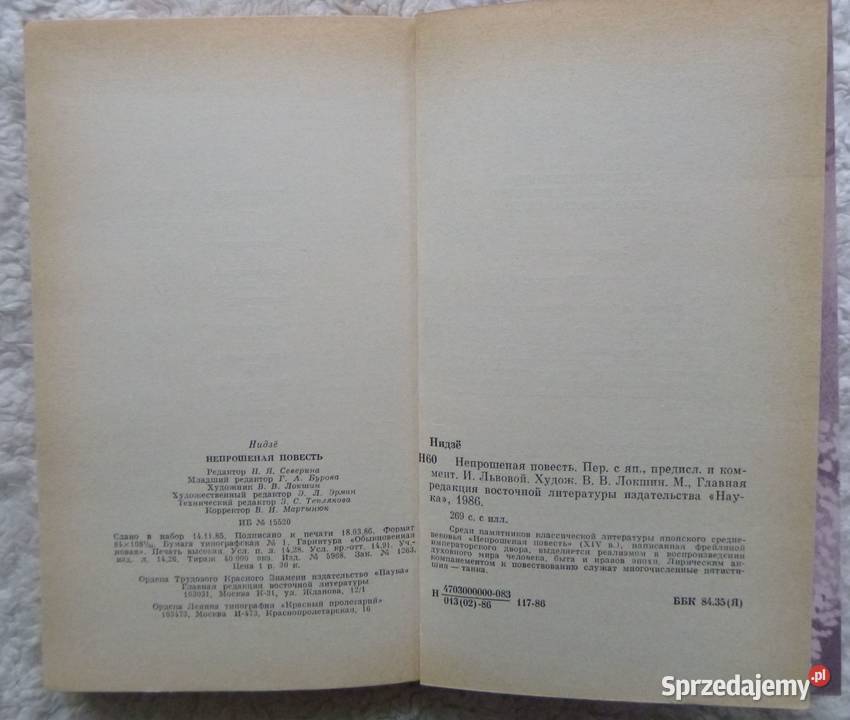 Нидзё
НЕПРОШЕНАЯ ПОВЕСТЬ
Редактор Н. Я. Северина
Младший редактор Г. А. Бурова
Художник В. В. Локшин
Художественный редактор Э. Л. Эрман
Технический редактор З. С. Теплякова
Корректор В. И. Мартынюк
ИБ № 15520
Сдано в набор 14.11.85. Подписано к печати 18.03.86. Формат
84×108¹/₃₂. Бумага типографская № 1. Гарнитура «Обыкновенная
новая». Печать высокая. Усл. п. л. 14,28. Усл. кр.-отт. 14,91. Уч.-
изд. л. 14,26. Тираж 40 000 экз. Изд. № 5968. Зак. № 1263.
Цена 1 р. 30 к.
Ордена Трудового Красного Знамени издательство «Наука»
Главная редакция восточной литературы
103031, Москва К-31, ул. Жданова, 12/1
Ордена Ленина типография «Красный пролетарий»
103473, Москва И-473, Краснопролетарская, 16
Нидзё
Н60 Непрошеная повесть. Пер. с яп., предисл. и ком-
мент. И. Львовой. Худож. В. В. Локшин. М., Главная
редакция восточной литературы издательства «Нау-
ка», 1986.
269 с. с илл.
Среди памятников классической литературы японского средне-
вековья «Непрошеная повесть» (XIV в.), написанная фрейлиной
императорского двора, выделяется реализмом в воспроизведении
духовного мира человека, быта и нравов эпохи. Лирическим ак-
компанементом к повествованию служат многочисленные пятисти-
шия — танка.
Н 4703000000-083
013(02)-86 117-86 ББК 84.35(Я)
Sprzedajemy.pl